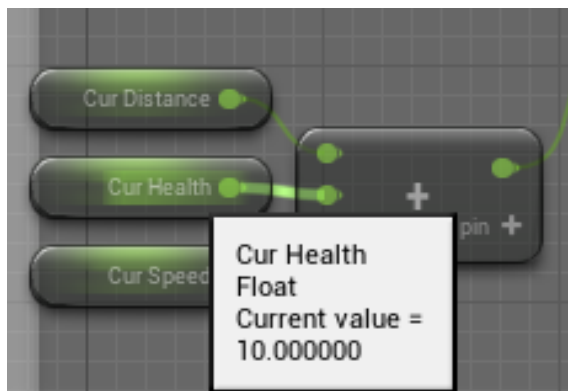 Cur Distance
Cur Health
Cur Speed
pin +
Cur Health
Float
Current value =
10.000000